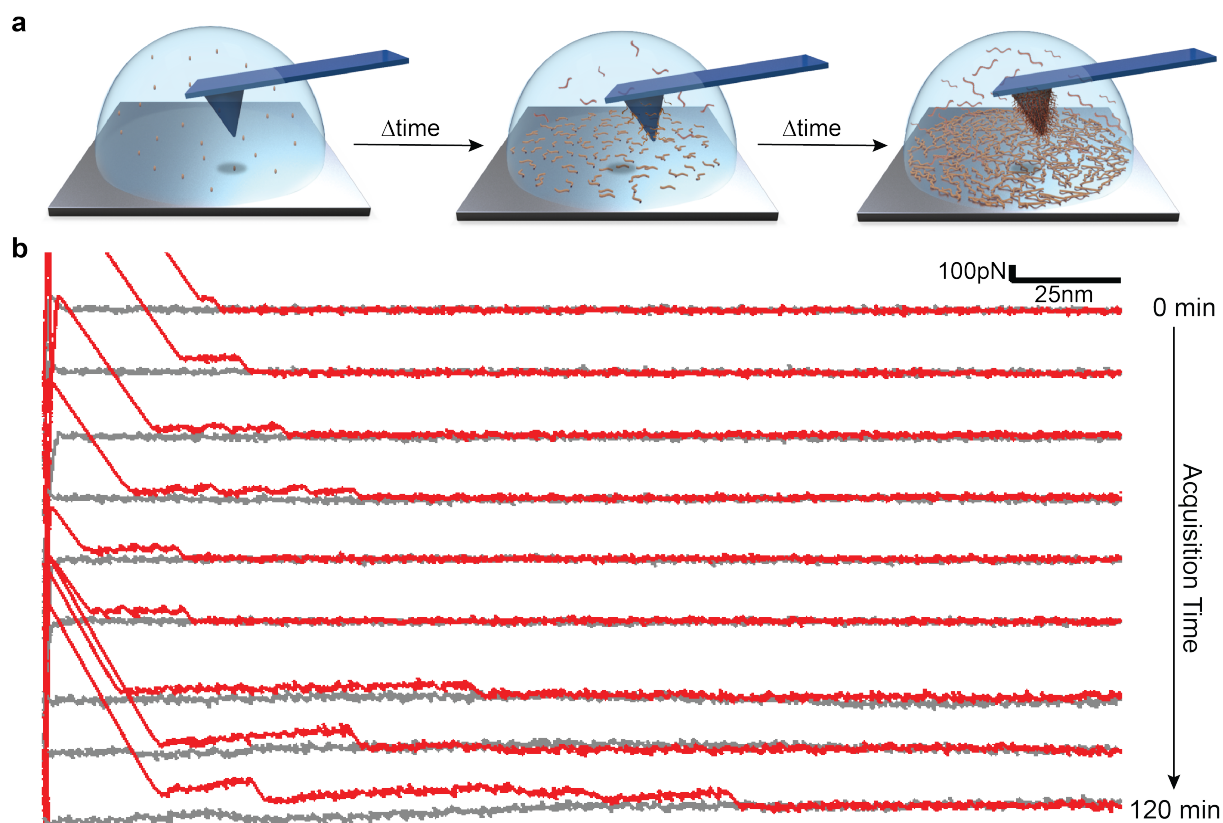 a
Δtime
Δtime
b
100pN
25nm
0 min
Acquisition Time
120 min